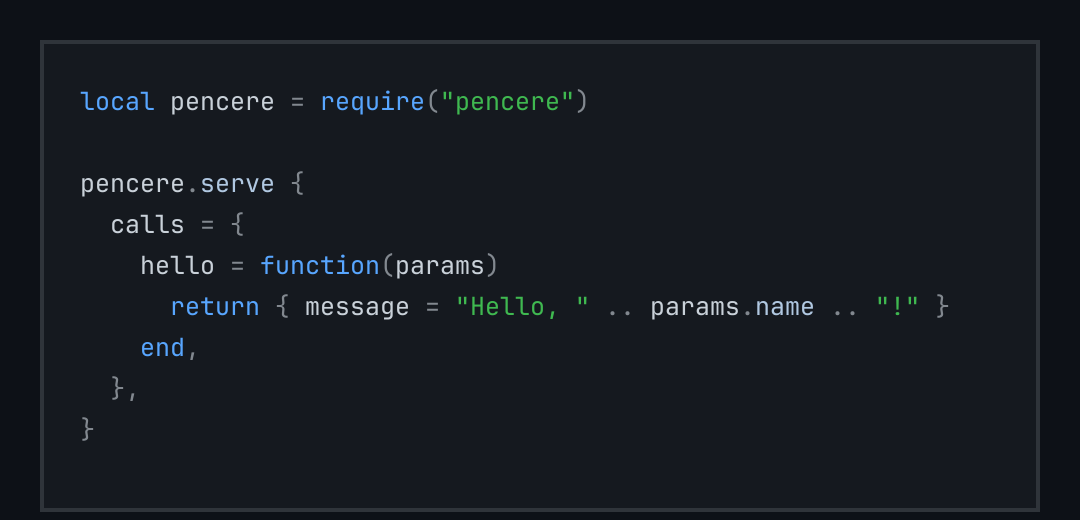 local pencere = require("pencere")

pencere.serve {
  calls = {
    hello = function(params)
      return { message = "Hello, " .. params.name .. "!" }
    end,
  },
}